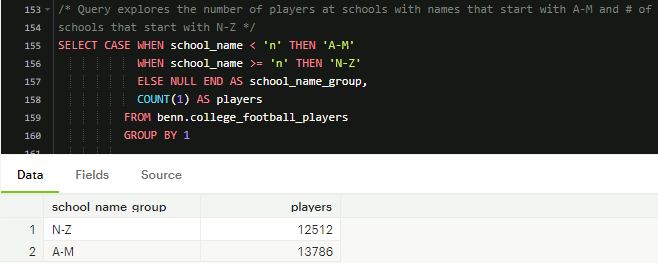 153 /* Query explores the number of players at schools with names that start with A-M and # of
154 schools that start with N-Z */
155 SELECT CASE WHEN school_name < 'n' THEN 'A-M'
156 WHEN school_name >= 'n' THEN 'N-Z'
157 ELSE NULL END AS school_name_group,
158 COUNT(1) AS players
159 FROM benn.college_football_players
160 GROUP BY 1
161
Data Fields Source
school name group players
1 N-Z 12512
2 A-M 13786